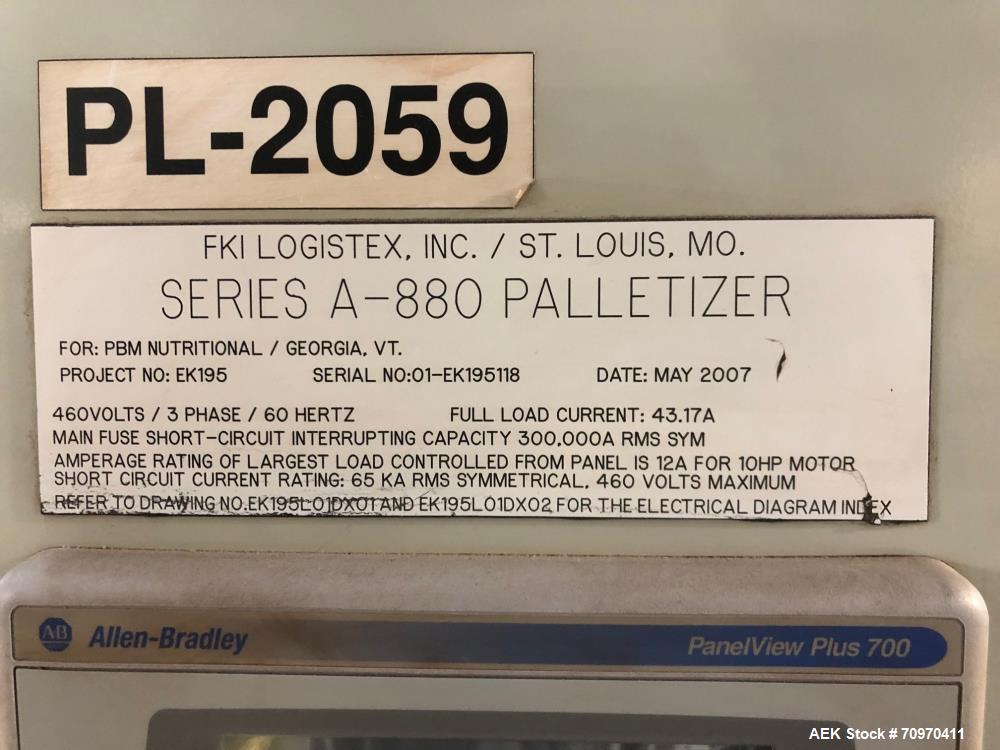 PL-2059
FKI LOGISTEX, INC. / ST. LOUIS, MO.
SERIES A-880 PALLETIZER
FOR: PBM NUTRITIONAL / GEORGIA, VT.
PROJECT NO: EK195 SERIAL NO:01-EK195118 DATE: MAY 2007
460VOLTS / 3 PHASE / 60 HERTZ FULL LOAD CURRENT: 43.17A
MAIN FUSE SHORT-CIRCUIT INTERRUPTING CAPACITY 300,000A RMS SYM
AMPERAGE RATING OF LARGEST LOAD CONTROLLED FROM PANEL IS 12A FOR 10HP MOTOR
SHORT CIRCUIT CURRENT RATING: 65 KA RMS SYMMETRICAL, 460 VOLTS MAXIMUM
REFER TO DRAWING NO.EK195L01DX01 AND EK195L01DX02 FOR THE ELECTRICAL DIAGRAM INDEX
AB Allen-Bradley PanelView Plus 700
AEK Stock # 70970411